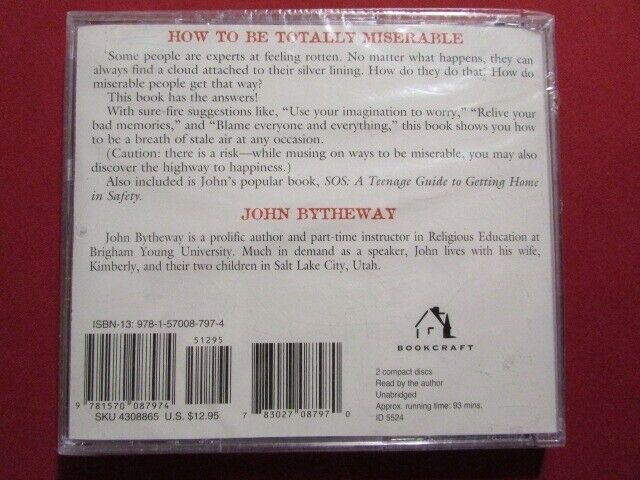 HOW TO BE TOTALLY MISERABLE
Some people are experts at feeling rotten. No matter what happens, they can
always find a cloud attached to their silver lining. How do they do that? How do
miserable people get that way?
This book has the answers!
With sure-fire suggestions like, “Use your imagination to worry,” “Relive your
bad memories,” and “Blame everyone and everything,” this book shows you how
to be a breath of stale air at any occasion.
(Caution: there is a risk—while musing on ways to be miserable, you may also
discover the highway to happiness.)
Also included is John's popular book, SOS: A Teenage Guide to Getting Home
in Safety.
JOHN BYTHEWAY
John Bytheway is a prolific author and part-time instructor in Religious Education at
Brigham Young University. Much in demand as a speaker, John lives with his wife,
Kimberly, and their two children in Salt Lake City, Utah.
ISBN-13: 978-1-57008-797-4
51295
9 781570 087974
SKU 4308865 U.S. $12.95
7 83027 08797 0
BOOKCRAFT
2 compact discs
Read by the author
Unabridged
Approx. running time: 93 mins.
ID 5524